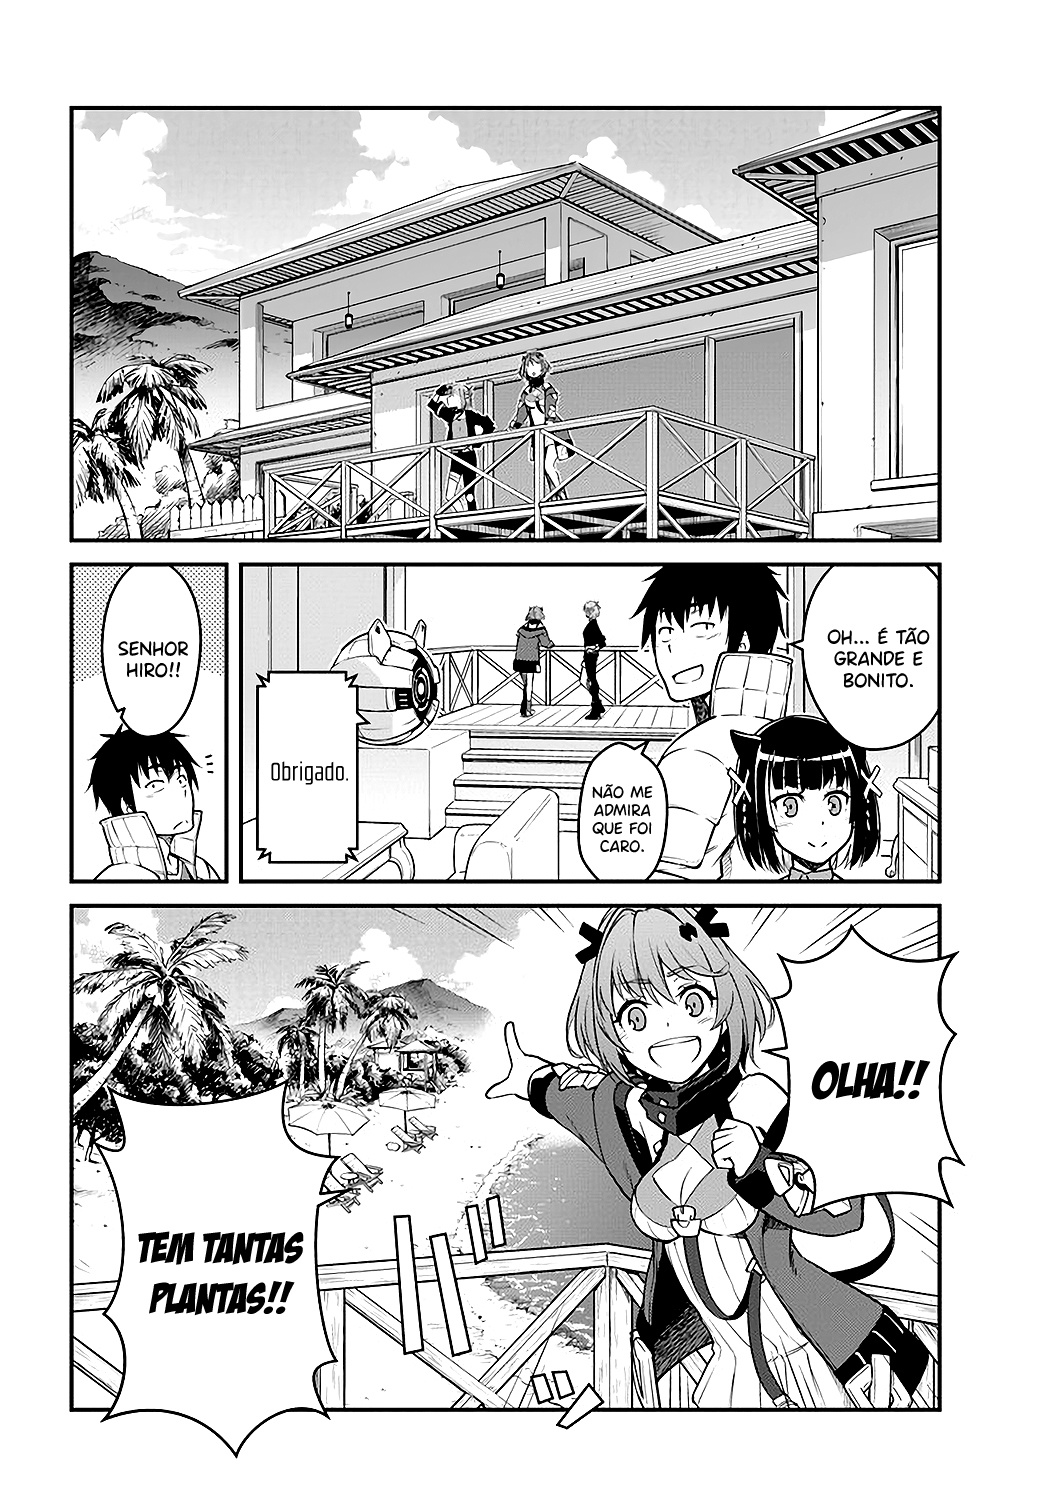 OH... É TÃO
GRANDE E
BONITO.
NÃO ME
ADMIRA
QUE FOI
CARO.
Obrigado.
SENHOR
HIRO!!
OLHA!!
TEM TANTAS
PLANTAS!!